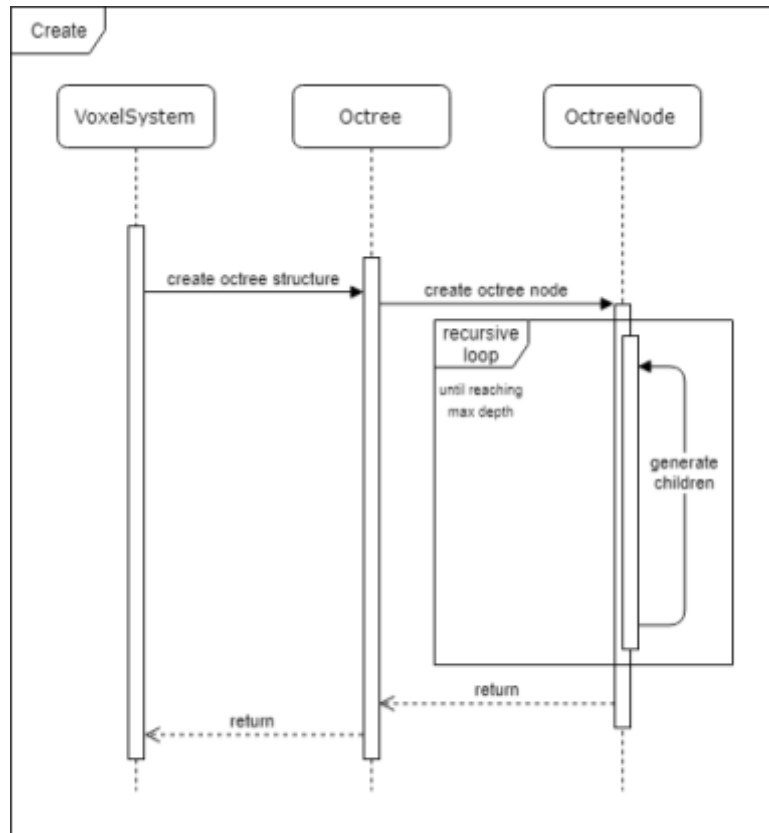 Create
VoxelSystem
Octree
OctreeNode
create octree structure
create octree node
recursive
loop
until reaching
max depth
generate
children
return
return